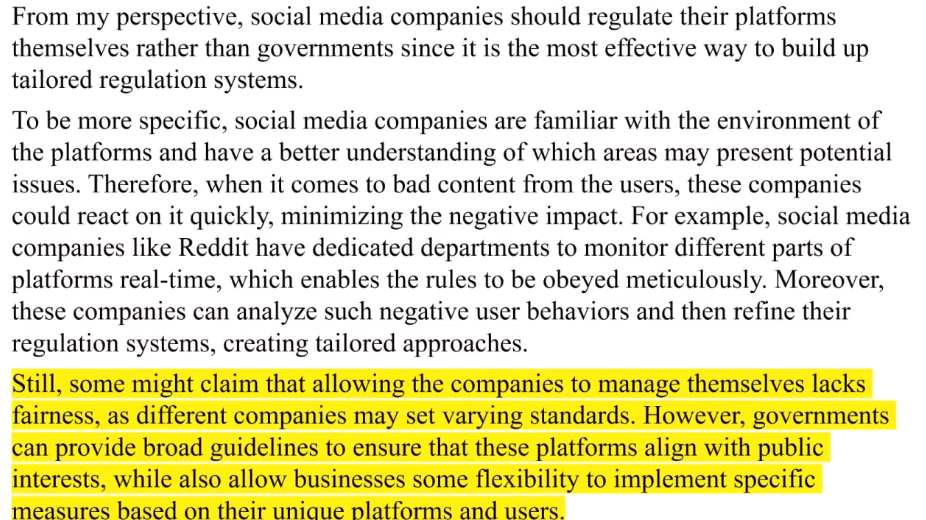 From my perspective, social media companies should regulate their platforms
themselves rather than governments since it is the most effective way to build up
tailored regulation systems.
To be more specific, social media companies are familiar with the environment of
the platforms and have a better understanding of which areas may present potential
issues. Therefore, when it comes to bad content from the users, these companies
could react on it quickly, minimizing the negative impact. For example, social media
companies like Reddit have dedicated departments to monitor different parts of
platforms real-time, which enables the rules to be obeyed meticulously. Moreover,
these companies can analyze such negative user behaviors and then refine their
regulation systems, creating tailored approaches.
Still, some might claim that allowing the companies to manage themselves lacks
fairness, as different companies may set varying standards. However, governments
can provide broad guidelines to ensure that these platforms align with public
interests, while also allow businesses some flexibility to implement specific
measures based on their unique platforms and users.